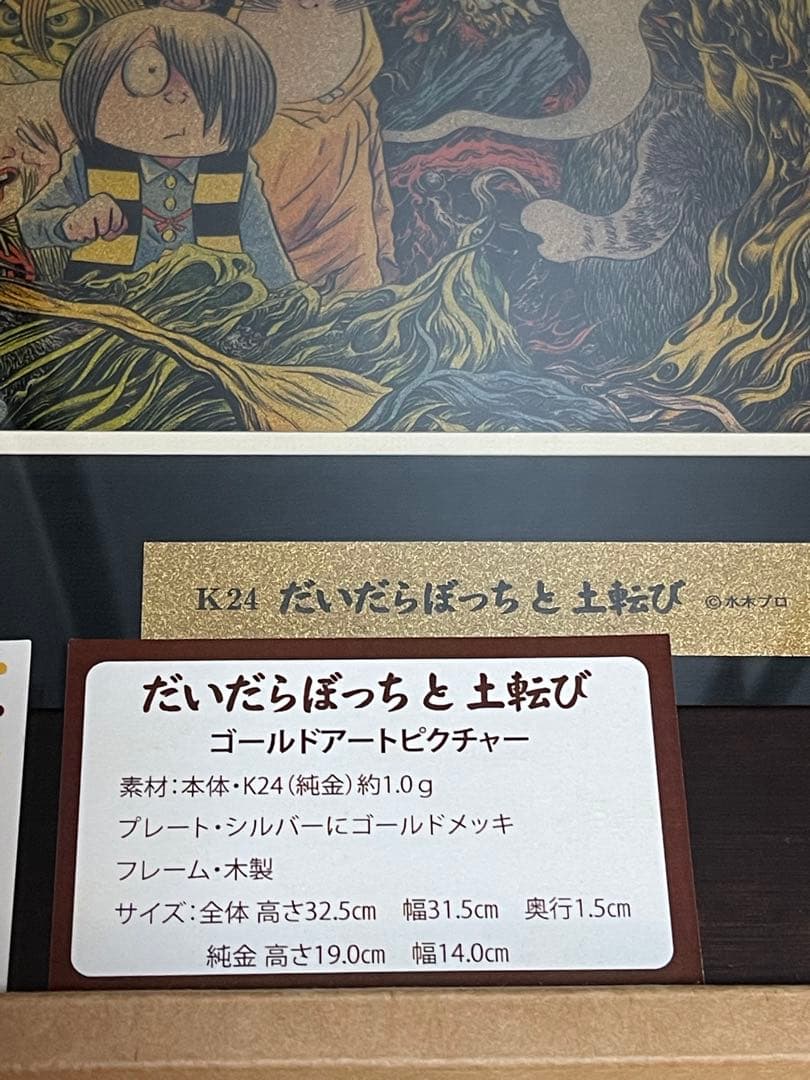 K24 だいだらぼっちと 土転び ©水木プロ
だいだらぼっちと 土転び
ゴールドアートピクチャー
素材：本体・K24（純金）約1.0ｇ
プレート・シルバーにゴールドメッキ
フレーム・木製
サイズ：全体 高さ32.5㎝　幅31.5㎝　奥行1.5㎝
純金 高さ19.0㎝　幅14.0㎝